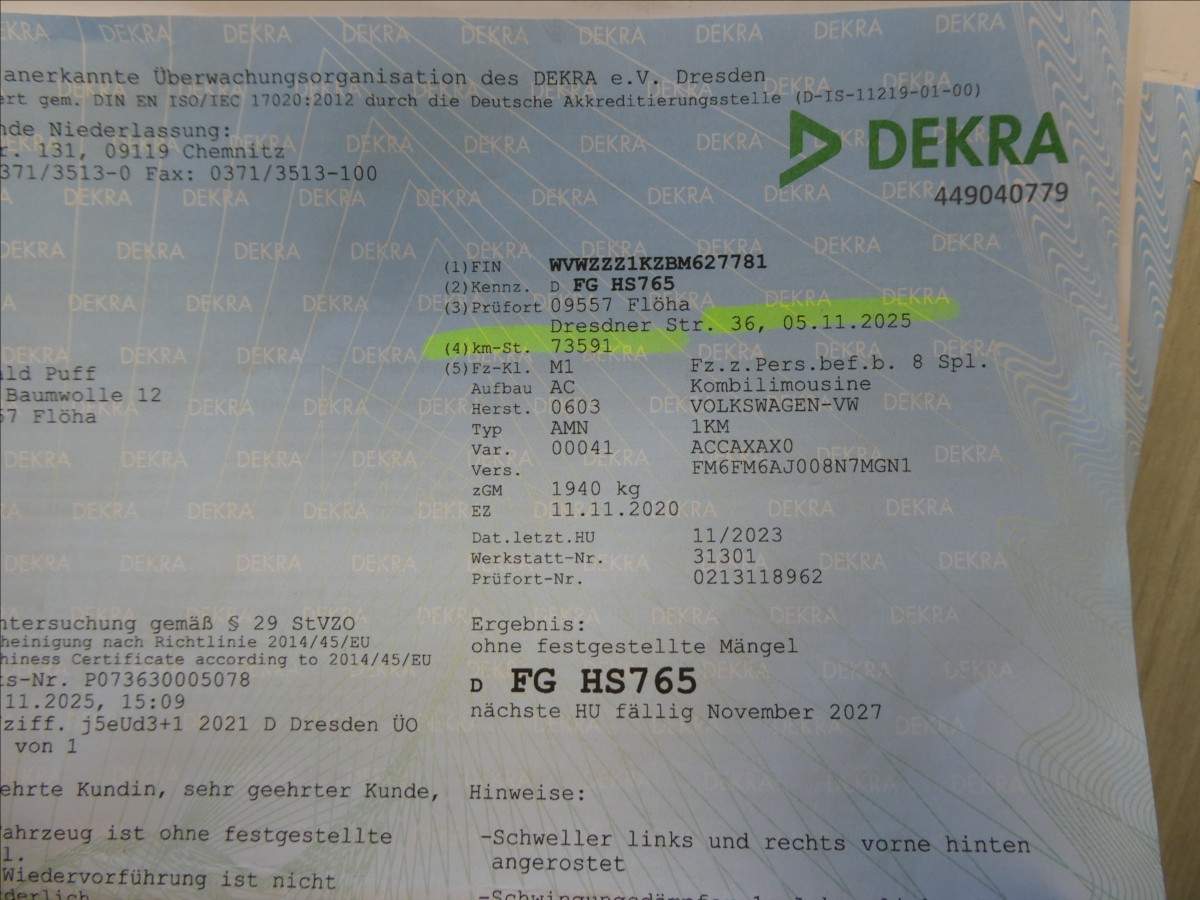 anerkannte Überwachungsorganisation des DEKRA e.V. Dresden
ert gem. DIN EN ISO/IEC 17020:2012 durch die Deutsche Akkreditierungsstelle (D-IS-11219-01-00)
nde Niederlassung:
r. 131, 09119 Chemnitz
371/3513-0 Fax: 0371/3513-100
DEKRA
449040779
(1) FIN WVWZZZ1KZBM627781
(2) Kennz. D FG HS765
(3) Prüfort 09557 Flöha
Dresdner Str. 36, 05.11.2025
(4) km-St. 73591
(5) Fz-Kl. M1 Fz.z.Pers.bef.b. 8 Spl.
Aufbau AC Kombilimousine
Herst. 0603 VOLKSWAGEN-VW
Typ AMN 1KM
Var. 00041 ACCAXAX0
Vers. FM6FM6AJ008N7MGN1
zGM 1940 kg
EZ 11.11.2020
Dat.letzt.HU 11/2023
Werkstatt-Nr. 31301
Prüfort-Nr. 0213118962
ld Puff
Baumwolle 12
57 Flöha
ntersuchung gemäß § 29 StVZO
heinigung nach Richtlinie 2014/45/EU
hiness Certificate according to 2014/45/EU
ts-Nr. P073630005078
.11.2025, 15:09
ziff. j5eUd3+1 2021 D Dresden ÜO
von 1
Ergebnis:
ohne festgestellte Mängel
D FG HS765
nächste HU fällig November 2027
ehrte Kundin, sehr geehrter Kunde,
ahrzeug ist ohne festgestellte
l.
Wiedervorführung ist nicht
derlich
Hinweise:
-Schweller links und rechts vorne hinten
angerostet